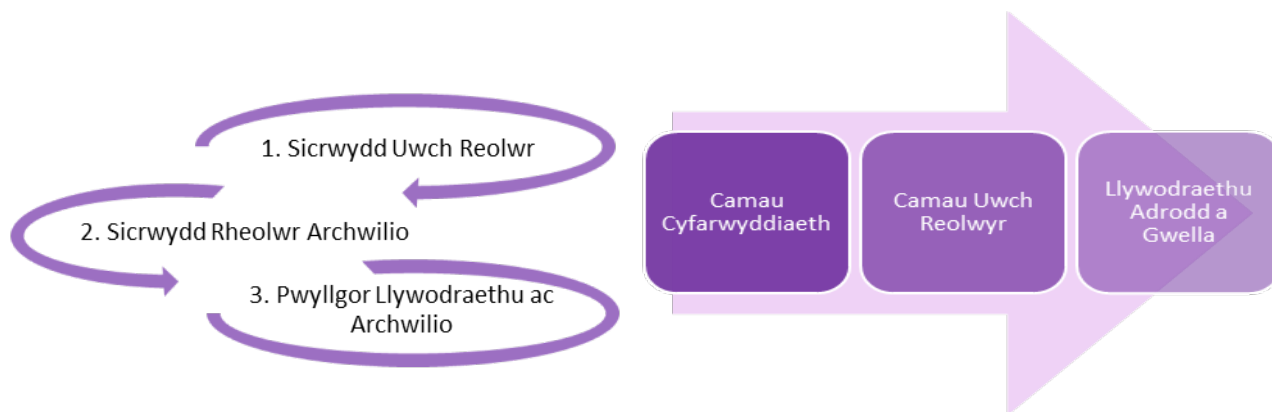 1. Sicrwydd Uwch Reolwr
2. Sicrwydd Rheolwr Archwilio
3. Pwyllgor Llywodraethu ac
Archwilio
Camau
Cyfarwyddiaeth
Camau Uwch
Reolwyr
Llywodraethu
Adrodd a
Gwella